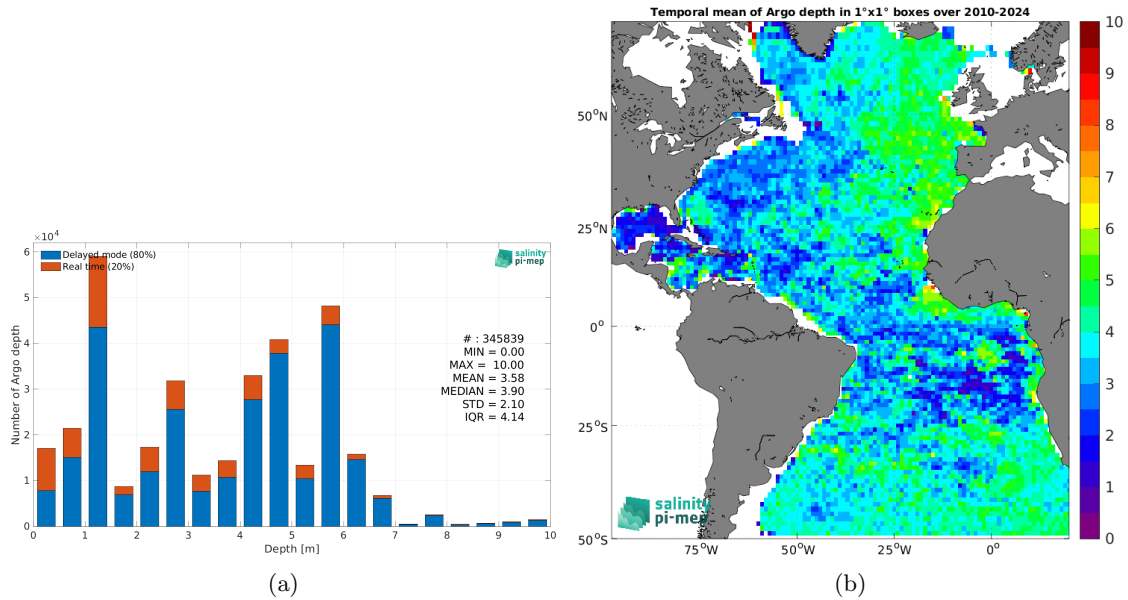 ×10⁴
Delayed mode (80%)
Real time (20%)
salinity
pi-mep
Number of Argo depth
6
5
4
3
2
1
0
# : 345839
MIN = 0.00
MAX = 10.00
MEAN = 3.58
MEDIAN = 3.90
STD = 2.10
IQR = 4.14
0 1 2 3 4 5 6 7 8 9 10
Depth [m]
(a)
Temporal mean of Argo depth in 1°x1° boxes over 2010-2024
50°N
25°N
0°
25°S
50°S
75°W 50°W 25°W 0°
salinity
pi-mep
10
9
8
7
6
5
4
3
2
1
0
(b)